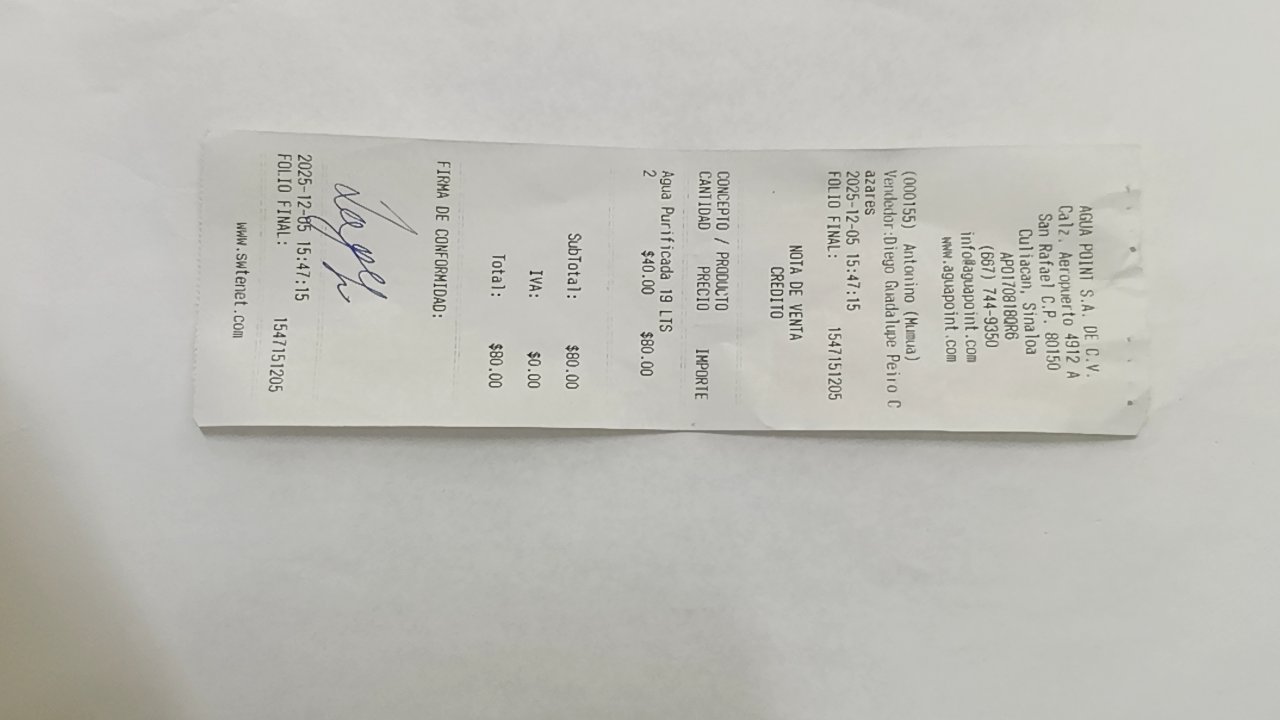 AGUA POINT S.A. DE C.V.
Calz. Aeropuerto 4912 A
San Rafael C.P. 80150
Culiacan, Sinaloa
APO170818QR6
(667) 744-9350
info@aguapoint.com
www.aguapoint.com
(000155) Antonino (Mumua)
Vendedor:Diego Guadalupe Peiro C
azares
2025-12-05 15:47:15
FOLIO FINAL: 1547151205
NOTA DE VENTA
CREDITO
CONCEPTO / PRODUCTO
CANTIDAD PRECIO IMPORTE
Agua Purificada 19 LTS
2 $40.00 $80.00
SubTotal: $80.00
IVA: $0.00
Total: $80.00
FIRMA DE CONFORMIDAD:
2025-12-05 15:47:15
FOLIO FINAL: 1547151205
www.swtenet.com